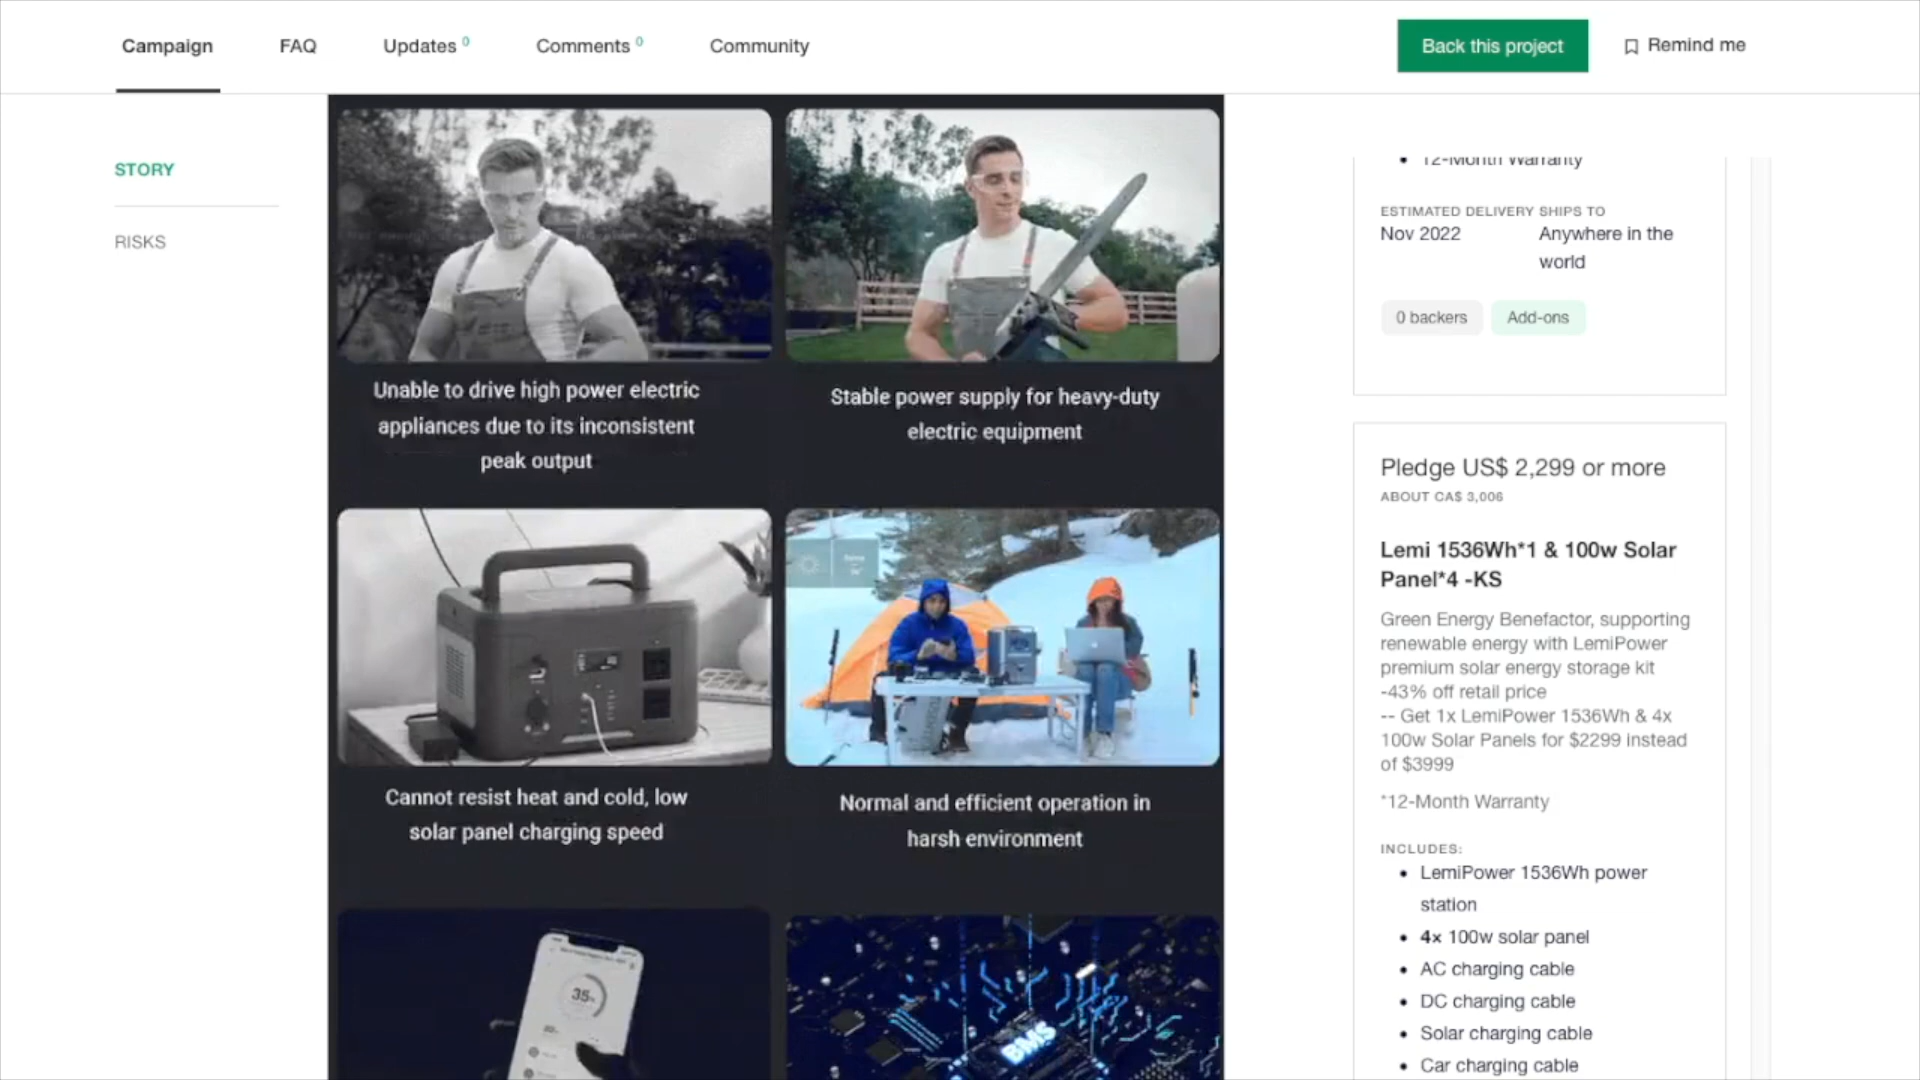 Campaign
FAQ
Updates 0
Comments 0
Community
Back this project
Remind me
STORY
RISKS
Unable to drive high power electric
appliances due to its inconsistent
peak output
Stable power supply for heavy-duty
electric equipment
Cannot resist heat and cold, low
solar panel charging speed
Normal and efficient operation in
harsh environment
35%
BMS
• 12-Month Warranty
ESTIMATED DELIVERY
Nov 2022
SHIPS TO
Anywhere in the
world
0 backers
Add-ons
Pledge US$ 2,299 or more
ABOUT CA$ 3,006
Lemi 1536Wh*1 & 100w Solar
Panel*4 -KS
Green Energy Benefactor, supporting
renewable energy with LemiPower
premium solar energy storage kit
-43% off retail price
-- Get 1x LemiPower 1536Wh & 4x
100w Solar Panels for $2299 instead
of $3999
*12-Month Warranty
INCLUDES:
• LemiPower 1536Wh power
station
• 4× 100w solar panel
• AC charging cable
• DC charging cable
• Solar charging cable
• Car charging cable